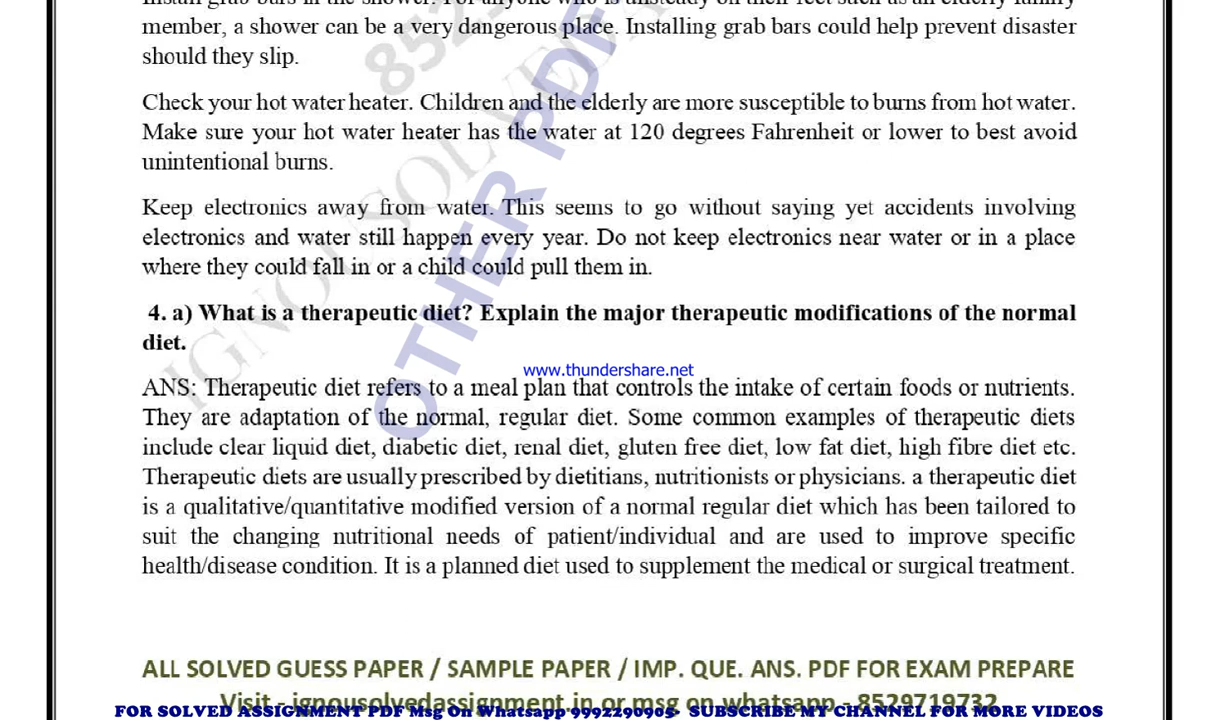 Install grab bars in the shower. For anyone who is unsteady on their feet such as an elderly family
member, a shower can be a very dangerous place. Installing grab bars could help prevent disaster
should they slip.
Check your hot water heater. Children and the elderly are more susceptible to burns from hot water.
Make sure your hot water heater has the water at 120 degrees Fahrenheit or lower to best avoid
unintentional burns.
Keep electronics away from water. This seems to go without saying yet accidents involving
electronics and water still happen every year. Do not keep electronics near water or in a place
where they could fall in or a child could pull them in.
4. a) What is a therapeutic diet? Explain the major therapeutic modifications of the normal
diet.
www.thundershare.net
ANS: Therapeutic diet refers to a meal plan that controls the intake of certain foods or nutrients.
They are adaptation of the normal, regular diet. Some common examples of therapeutic diets
include clear liquid diet, diabetic diet, renal diet, gluten free diet, low fat diet, high fibre diet etc.
Therapeutic diets are usually prescribed by dietitians, nutritionists or physicians. a therapeutic diet
is a qualitative/quantitative modified version of a normal regular diet which has been tailored to
suit the changing nutritional needs of patient/individual and are used to improve specific
health/disease condition. It is a planned diet used to supplement the medical or surgical treatment.
OTHER PDF
ALL SOLVED GUESS PAPER / SAMPLE PAPER / IMP. QUE. ANS. PDF FOR EXAM PREPARE
Visit - ignousolvedassignment.in or msg on whatsapp - 8529719732
FOR SOLVED ASSIGNMENT PDF Msg On Whatsapp 9992290965- SUBSCRIBE MY CHANNEL FOR MORE VIDEOS